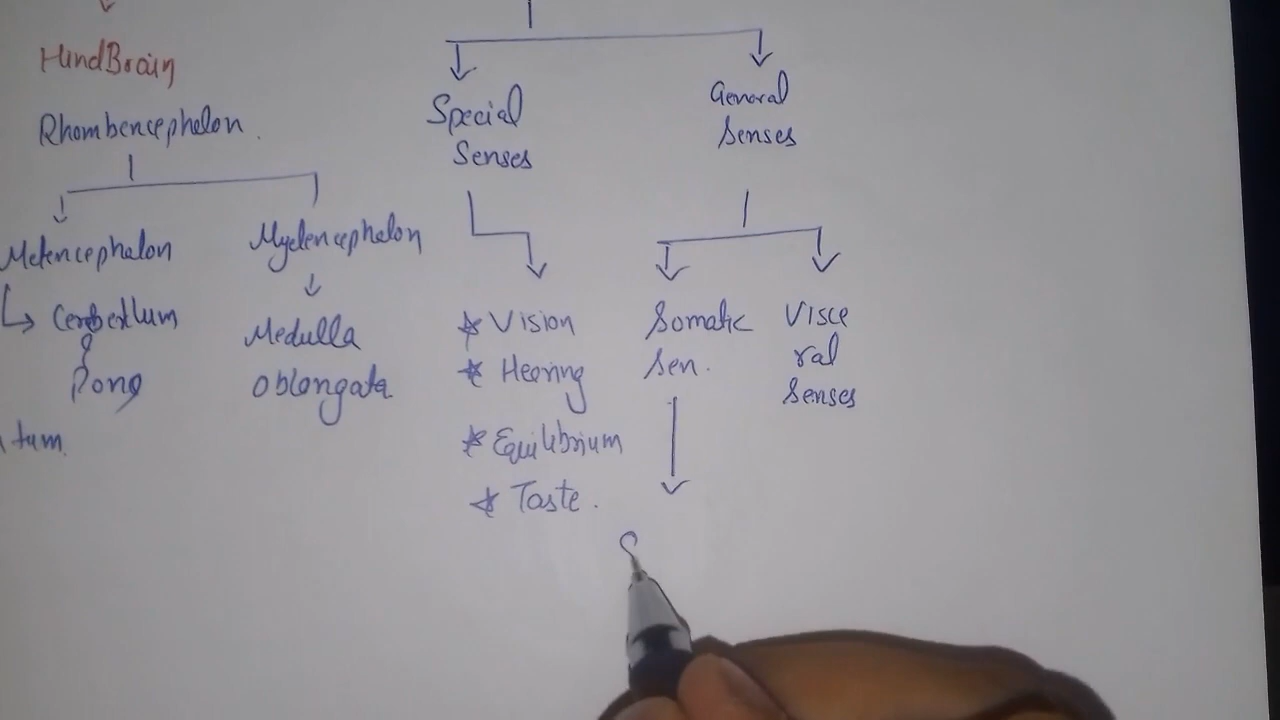 HindBrain
Rhombencephalon.
Metencephalon
Cerebellum
&
Pons
Myelencephalon
Medulla
oblongata
tum.
Special
Senses
* Vision
* Hearing
* Equilibrium
* Taste.
General
Senses
Somatic
Sen.
S
Visce
ral
Senses